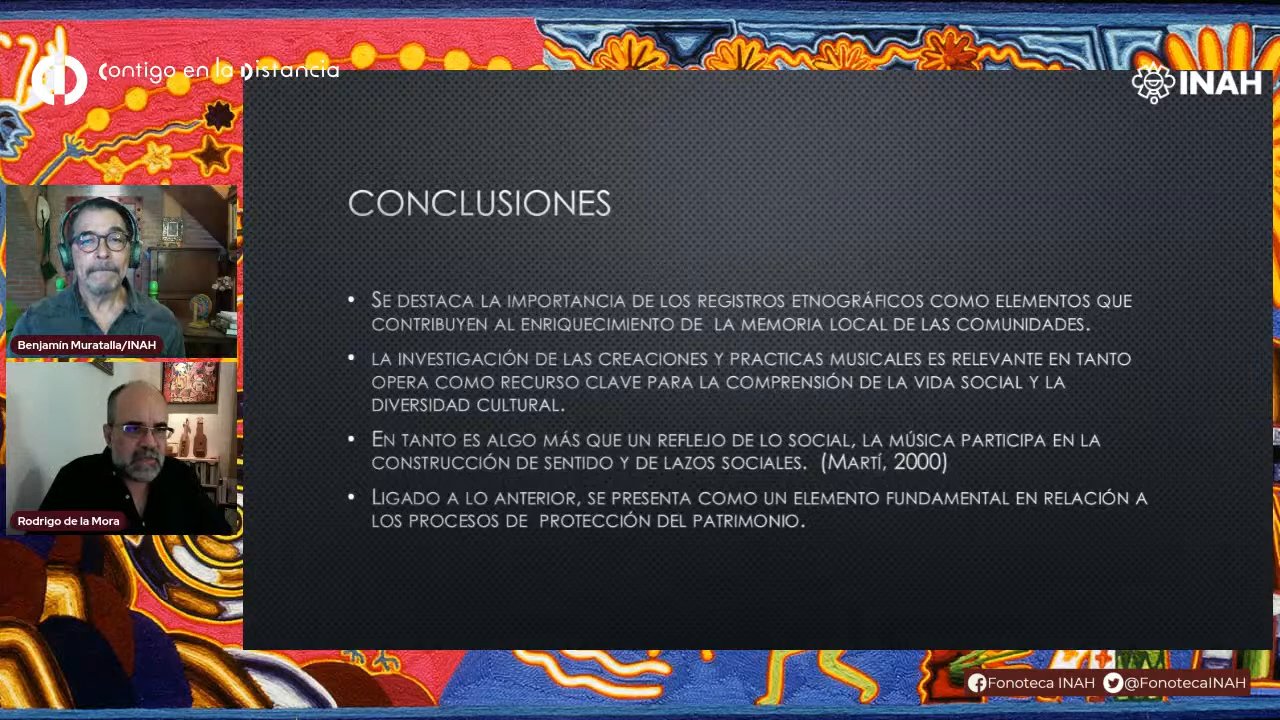 Contigo en la Distancia
INAH
CONCLUSIONES
• SE DESTACA LA IMPORTANCIA DE LOS REGISTROS ETNOGRÁFICOS COMO ELEMENTOS QUE
CONTRIBUYEN AL ENRIQUECIMIENTO DE LA MEMORIA LOCAL DE LAS COMUNIDADES.
• LA INVESTIGACIÓN DE LAS CREACIONES Y PRACTICAS MUSICALES ES RELEVANTE EN TANTO
OPERA COMO RECURSO CLAVE PARA LA COMPRENSIÓN DE LA VIDA SOCIAL Y LA
DIVERSIDAD CULTURAL.
• EN TANTO ES ALGO MÁS QUE UN REFLEJO DE LO SOCIAL, LA MÚSICA PARTICIPA EN LA
CONSTRUCCIÓN DE SENTIDO Y DE LAZOS SOCIALES. (MARTÍ, 2000)
• LIGADO A LO ANTERIOR, SE PRESENTA COMO UN ELEMENTO FUNDAMENTAL EN RELACIÓN A
LOS PROCESOS DE PROTECCIÓN DEL PATRIMONIO.
Benjamín Muratalla/INAH
Rodrigo de la Mora
Fonoteca INAH @FonotecaINAH